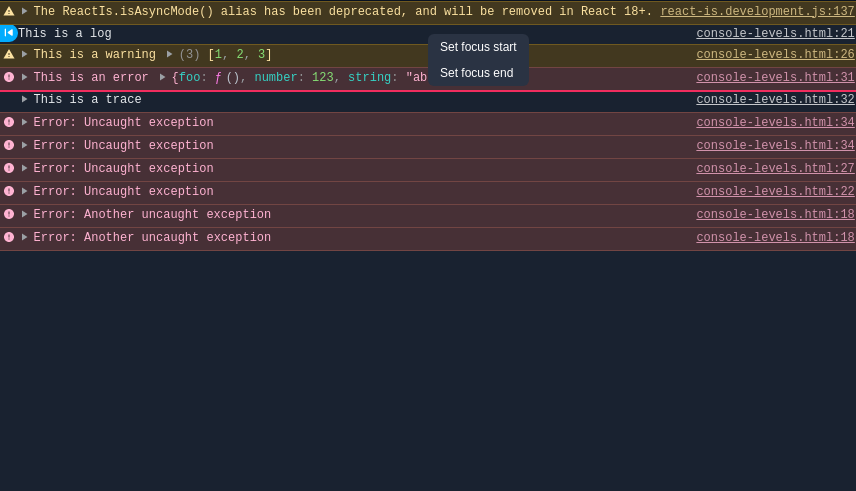 The ReactIs.isAsyncMode() alias has been deprecated, and will be removed in React 18+. react-is.development.js:137
This is a log console-levels.html:21
This is a warning (3) [1, 2, 3] console-levels.html:26
This is an error {foo: ƒ (), number: 123, string: "ab console-levels.html:31
Set focus start
Set focus end
This is a trace console-levels.html:32
Error: Uncaught exception console-levels.html:34
Error: Uncaught exception console-levels.html:34
Error: Uncaught exception console-levels.html:27
Error: Uncaught exception console-levels.html:22
Error: Another uncaught exception console-levels.html:18
Error: Another uncaught exception console-levels.html:18